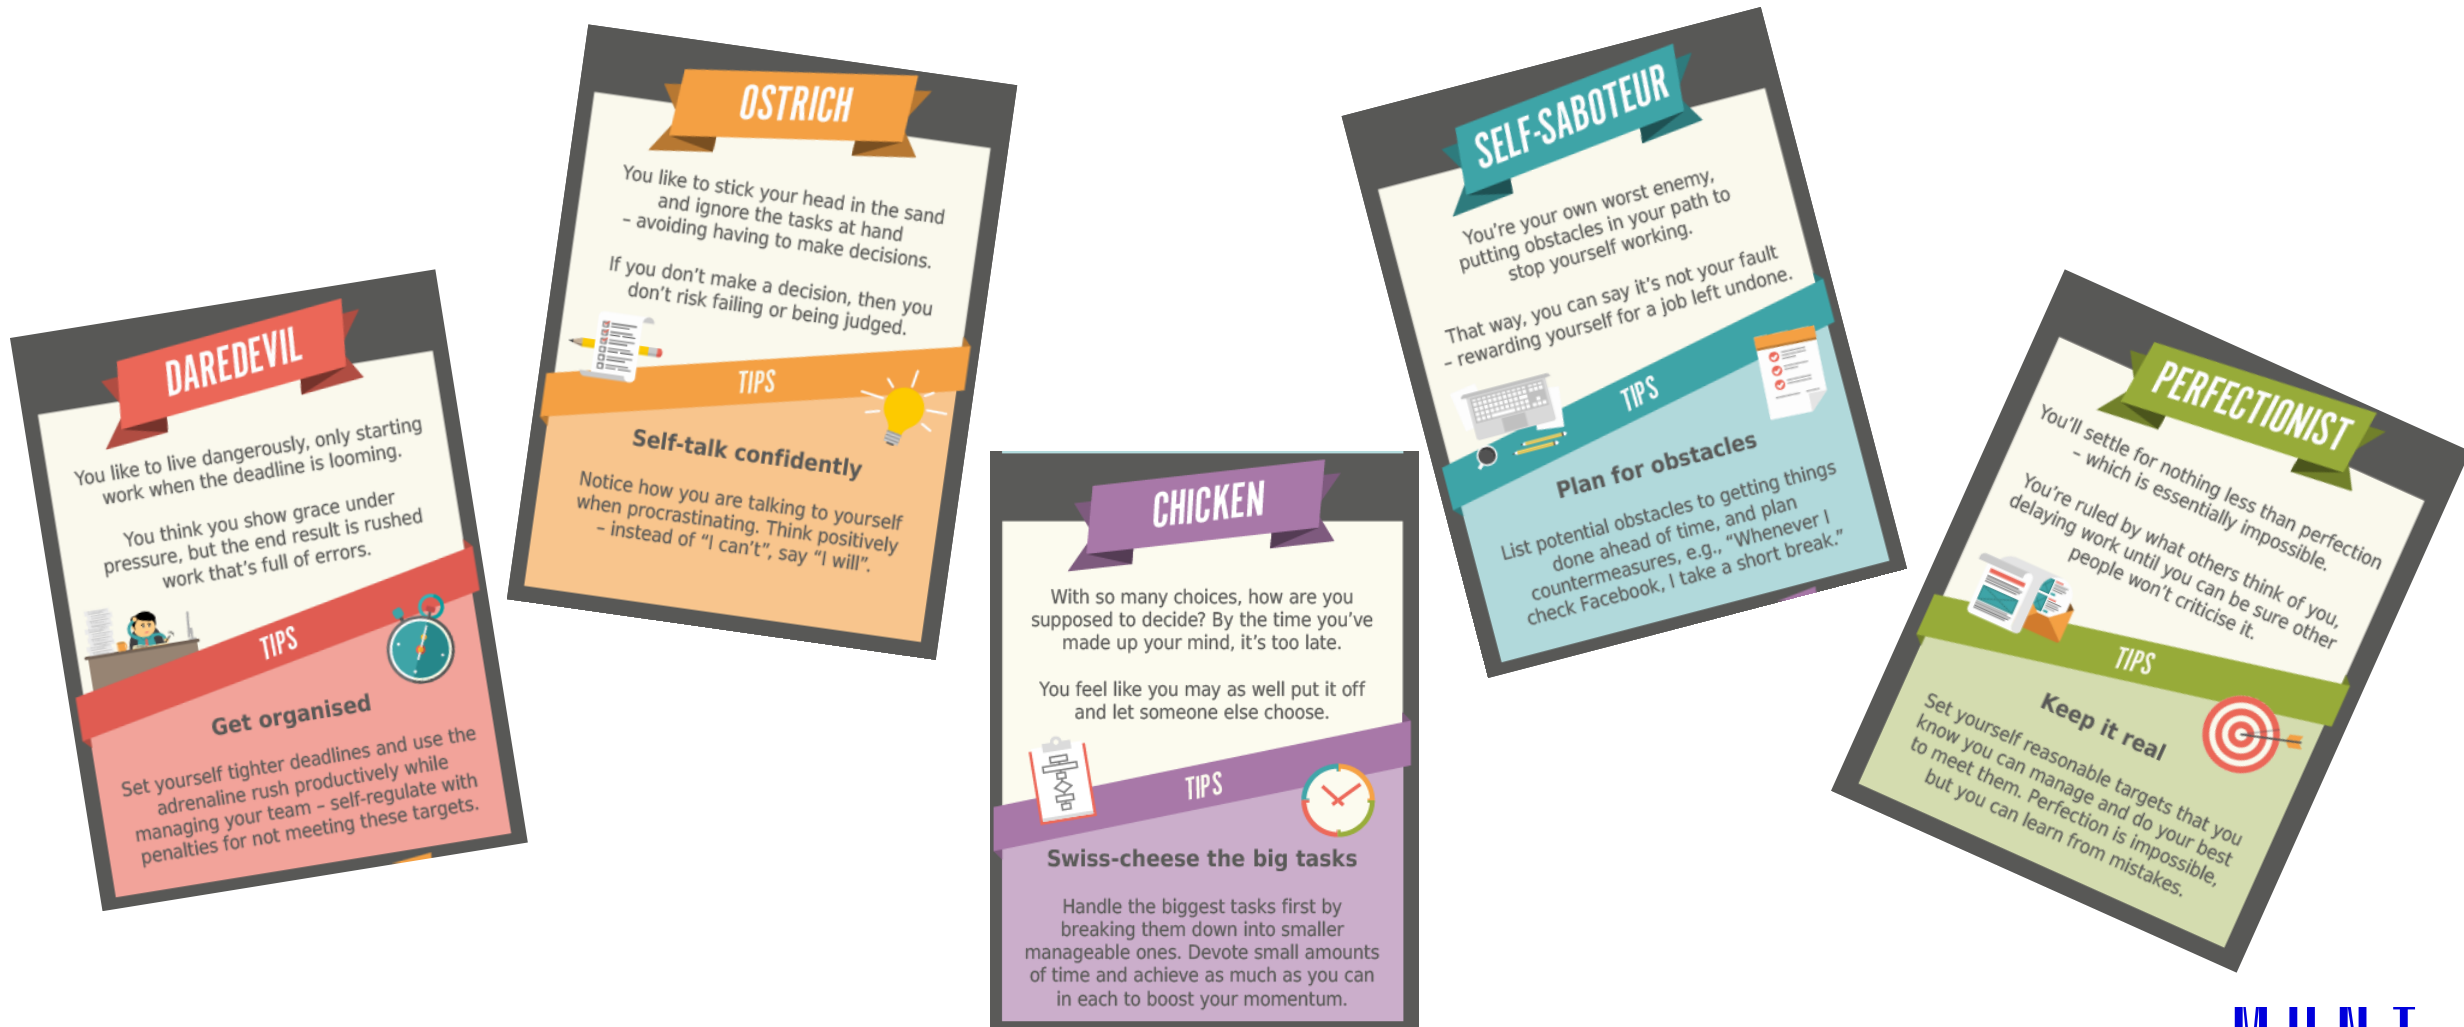 DAREDEVIL
You like to live dangerously, only starting
work when the deadline is looming.
You think you show grace under
pressure, but the end result is rushed
work that's full of errors.
TIPS
Get organised
Set yourself tighter deadlines and use the
adrenaline rush productively while
managing your team – self-regulate with
penalties for not meeting these targets.
OSTRICH
You like to stick your head in the sand
and ignore the tasks at hand
– avoiding having to make decisions.
If you don't make a decision, then you
don't risk failing or being judged.
TIPS
Self-talk confidently
Notice how you are talking to yourself
when procrastinating. Think positively
– instead of “I can't”, say “I will”.
CHICKEN
With so many choices, how are you
supposed to decide? By the time you've
made up your mind, it's too late.
You feel like you may as well put it off
and let someone else choose.
TIPS
Swiss-cheese the big tasks
Handle the biggest tasks first by
breaking them down into smaller
manageable ones. Devote small amounts
of time and achieve as much as you can
in each to boost your momentum.
SELF-SABOTEUR
You're your own worst enemy,
putting obstacles in your path to
stop yourself working.
That way, you can say it's not your fault
– rewarding yourself for a job left undone.
TIPS
Plan for obstacles
List potential obstacles to getting things
done ahead of time, and plan
countermeasures, e.g., “Whenever I
check Facebook, I take a short break.”
PERFECTIONIST
You'll settle for nothing less than perfection
– which is essentially impossible.
You're ruled by what others think of you,
delaying work until you can be sure other
people won't criticise it.
TIPS
Keep it real
Set yourself reasonable targets that you
know you can manage and do your best
to meet them. Perfection is impossible,
but you can learn from mistakes.
MUNI